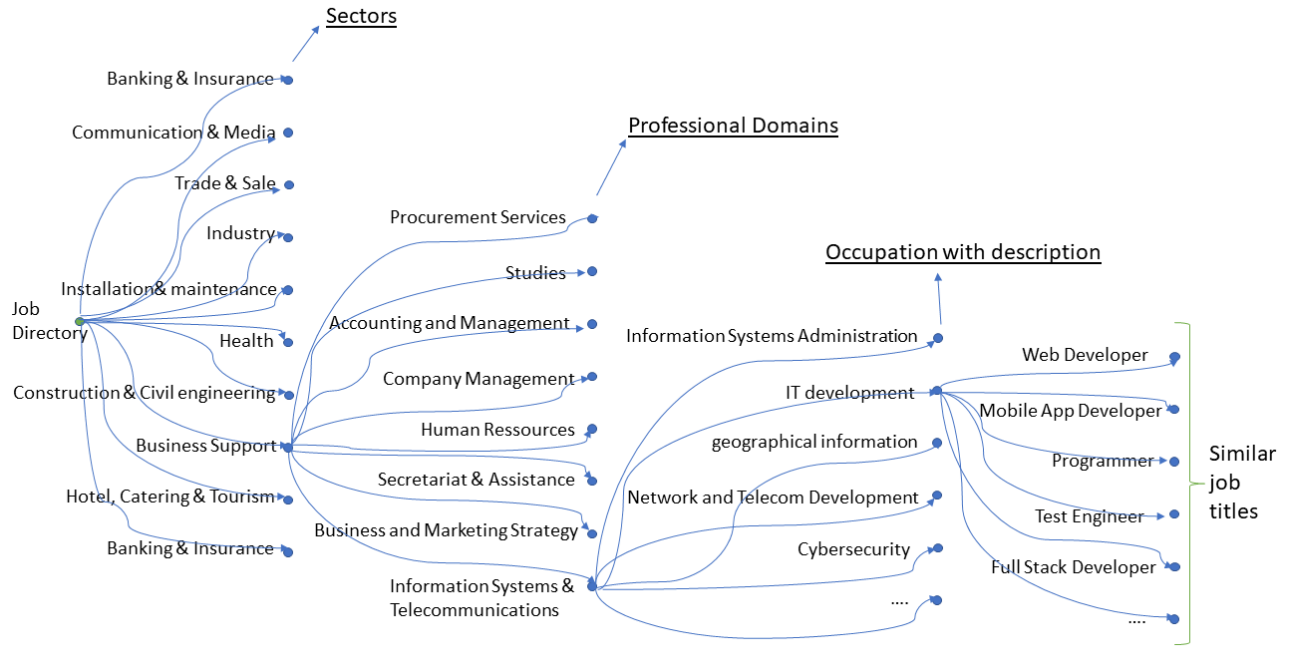 Sectors
Banking & Insurance
Communication & Media
Trade & Sale
Industry
Installation& maintenance
Job
Directory
Health
Construction & Civil engineering
Business Support
Hotel, Catering & Tourism
Banking & Insurance
Professional Domains
Procurement Services
Studies
Accounting and Management
Company Management
Human Ressources
Secretariat & Assistance
Business and Marketing Strategy
Information Systems &
Telecommunications
Occupation with description
Information Systems Administration
IT development
geographical information
Network and Telecom Development
Cybersecurity
....
Web Developer
Mobile App Developer
Programmer
Test Engineer
Full Stack Developer
....
Similar
job
titles